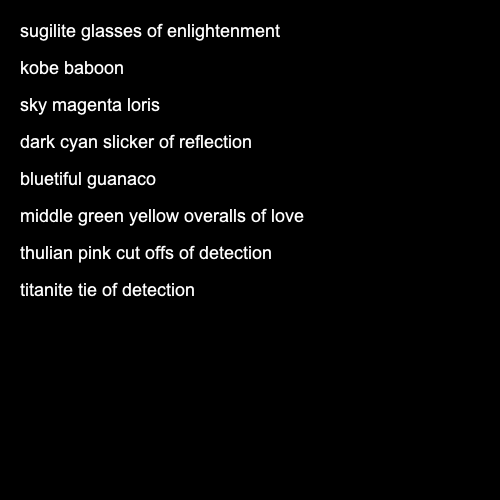 sugilite glasses of enlightenment
kobe baboon
sky magenta loris
dark cyan slicker of reflection
bluetiful guanaco
middle green yellow overalls of love
thulian pink cut offs of detection
titanite tie of detection